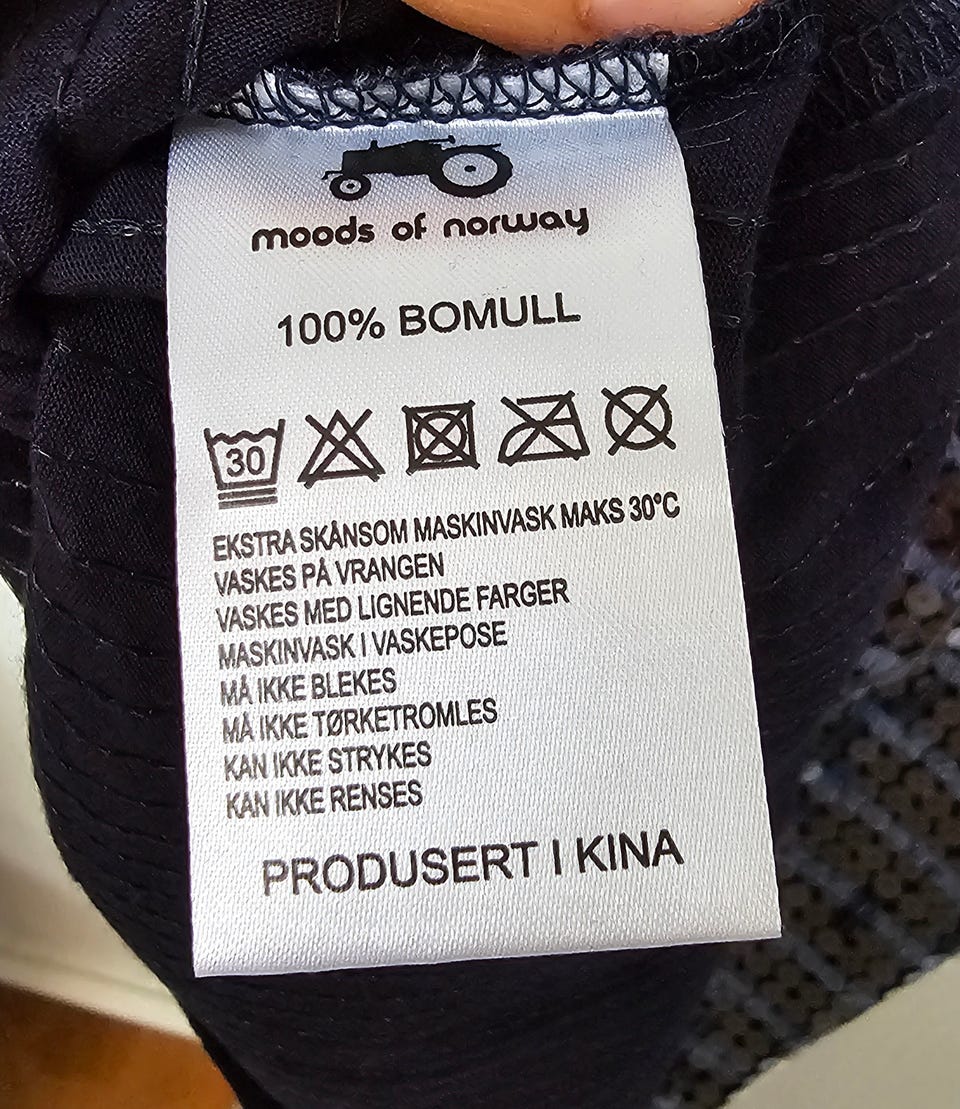 moods of norway
100% BOMULL
30
EKSTRA SKÅNSOM MASKINVASK MAKS 30°C
VASKES PÅ VRANGEN
VASKES MED LIGNENDE FARGER
MASKINVASK I VASKEPOSE
MÅ IKKE BLEKES
MÅ IKKE TØRKETROMLES
KAN IKKE STRYKES
KAN IKKE RENSES
PRODUSERT I KINA